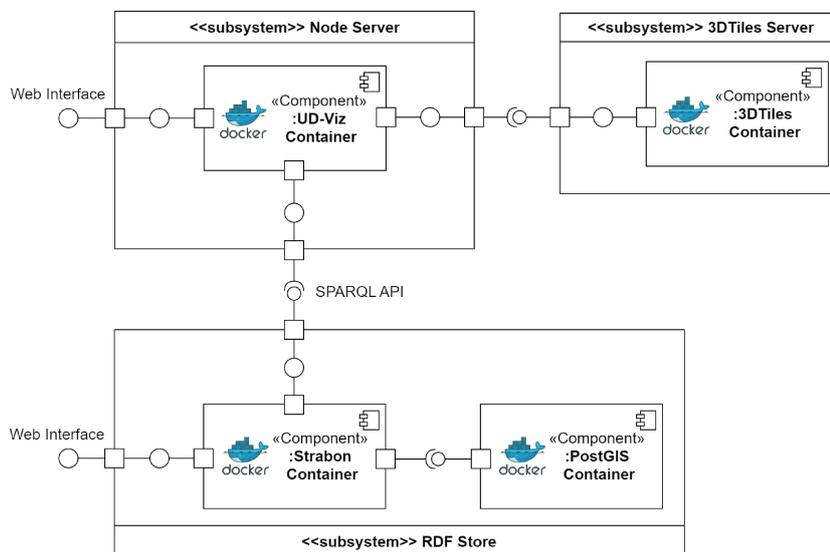 <<subsystem>> Node Server
<<subsystem>> 3DTiles Server
Web Interface
«Component»
:UD-Viz
Container
docker
«Component»
:3DTiles
Container
docker
SPARQL API
Web Interface
«Component»
:Strabon
Container
docker
«Component»
:PostGIS
Container
docker
<<subsystem>> RDF Store